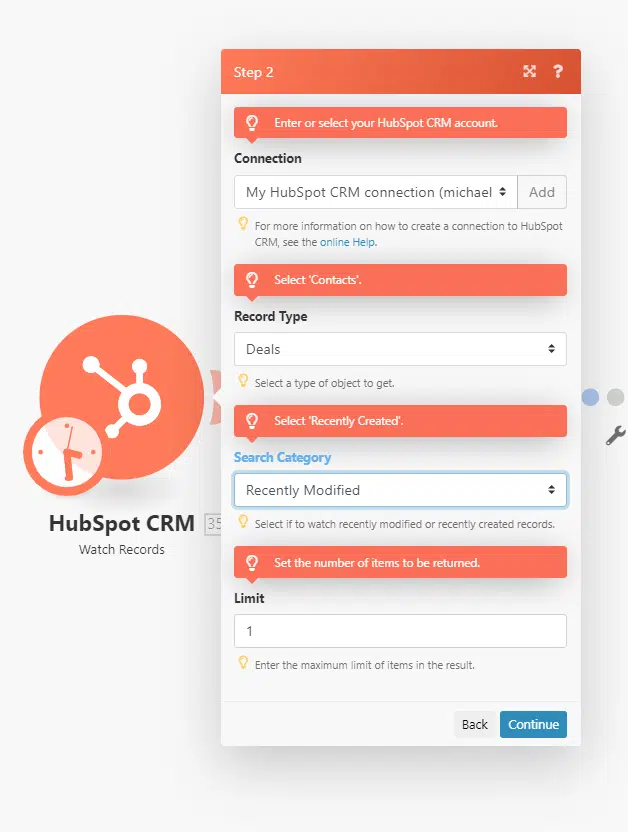 Step 2
?
Enter or select your HubSpot CRM account.
Connection
My HubSpot CRM connection (michael
Add
For more information on how to create a connection to HubSpot
CRM, see the online Help.
Select 'Contacts'.
Record Type
Deals
Select a type of object to get.
Select 'Recently Created'.
Search Category
Recently Modified
Select if to watch recently modified or recently created records.
Set the number of items to be returned.
Limit
1
Enter the maximum limit of items in the result.
Back
Continue
HubSpot CRM
35
Watch Records